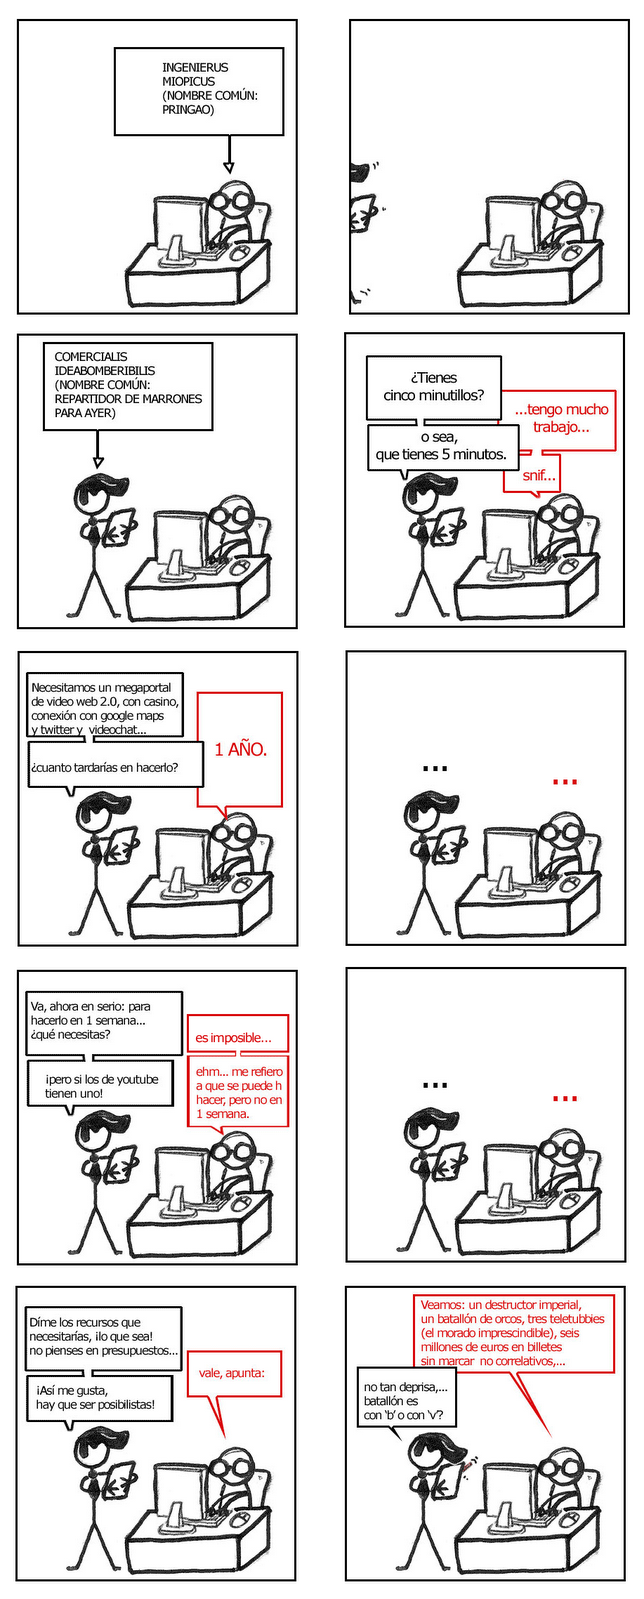 INGENIERUS
MIOPICUS
(NOMBRE COMÚN:
PRINGAO)
COMERCIALIS
IDEABOMBERIBILIS
(NOMBRE COMÚN:
REPARTIDOR DE MARRONES
PARA AYER)
¿Tienes
cinco minutillos?
...tengo mucho
trabajo...
o sea,
que tienes 5 minutos.
snif...
Necesitamos un megaportal
de video web 2.0, con casino,
conexión con google maps
y twitter y videochat...
1 AÑO.
¿cuanto tardarías en hacerlo?
...
...
Va, ahora en serio: para
hacerlo en 1 semana...
¿qué necesitas?
es imposible...
¡pero si los de youtube
tienen uno!
ehm... me refiero
a que se puede h
hacer, pero no en
1 semana.
...
...
Díme los recursos que
necesitarías, ¡lo que sea!
no pienses en presupuestos...
vale, apunta:
¡Así me gusta,
hay que ser posibilistas!
Veamos: un destructor imperial,
un batallón de orcos, tres teletubbies
(el morado imprescindible), seis
millones de euros en billetes
sin marcar no correlativos,...
no tan deprisa,...
batallón es
con 'b' o con 'v'?